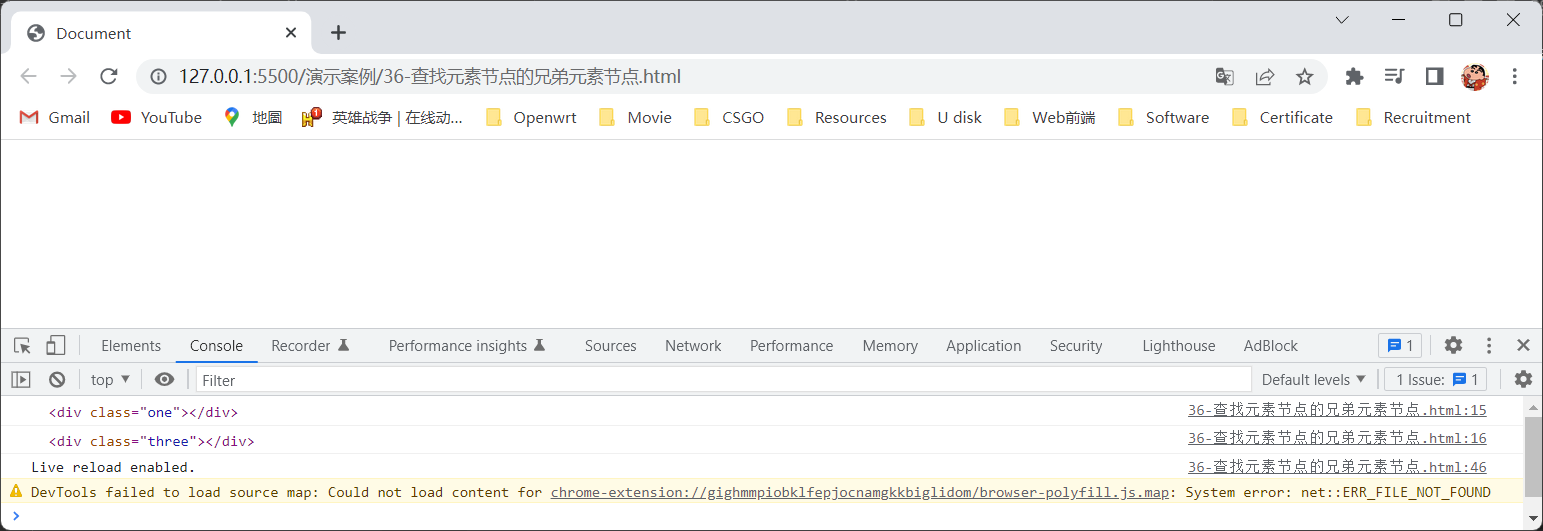 Document
127.0.0.1:5500/演示案例/36-查找元素节点的兄弟元素节点.html
Gmail YouTube 地圖 英雄战争 | 在线动... Openwrt Movie CSGO Resources U disk Web前端 Software Certificate Recruitment
Elements Console Recorder Performance insights Sources Network Performance Memory Application Security Lighthouse AdBlock 1
top Filter Default levels 1 Issue: 1
<div class="one"></div> 36-查找元素节点的兄弟元素节点.html:15
<div class="three"></div> 36-查找元素节点的兄弟元素节点.html:16
Live reload enabled. 36-查找元素节点的兄弟元素节点.html:46
DevTools failed to load source map: Could not load content for chrome-extension://gighmmpiobklfepjocnamgkkbiglidom/browser-polyfill.js.map: System error: net::ERR_FILE_NOT_FOUND